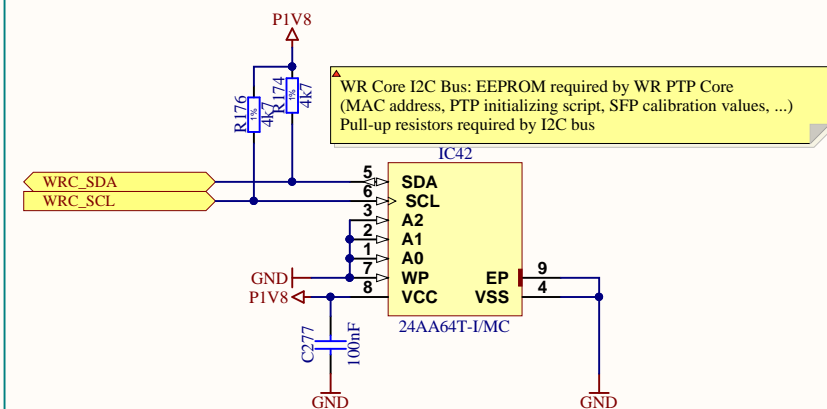 P1V8
R176
1%
4k7
R174
1%
4k7
WR Core I2C Bus: EEPROM required by WR PTP Core
(MAC address, PTP initializing script, SFP calibration values, ...)
Pull-up resistors required by I2C bus
IC42
WRC_SDA
5
SDA
WRC_SCL
6
SCL
3
A2
2
A1
1
A0
GND
7
WP
EP
9
P1V8
8
VCC
VSS
4
24AA64T-I/MC
C277
100nF
GND
GND